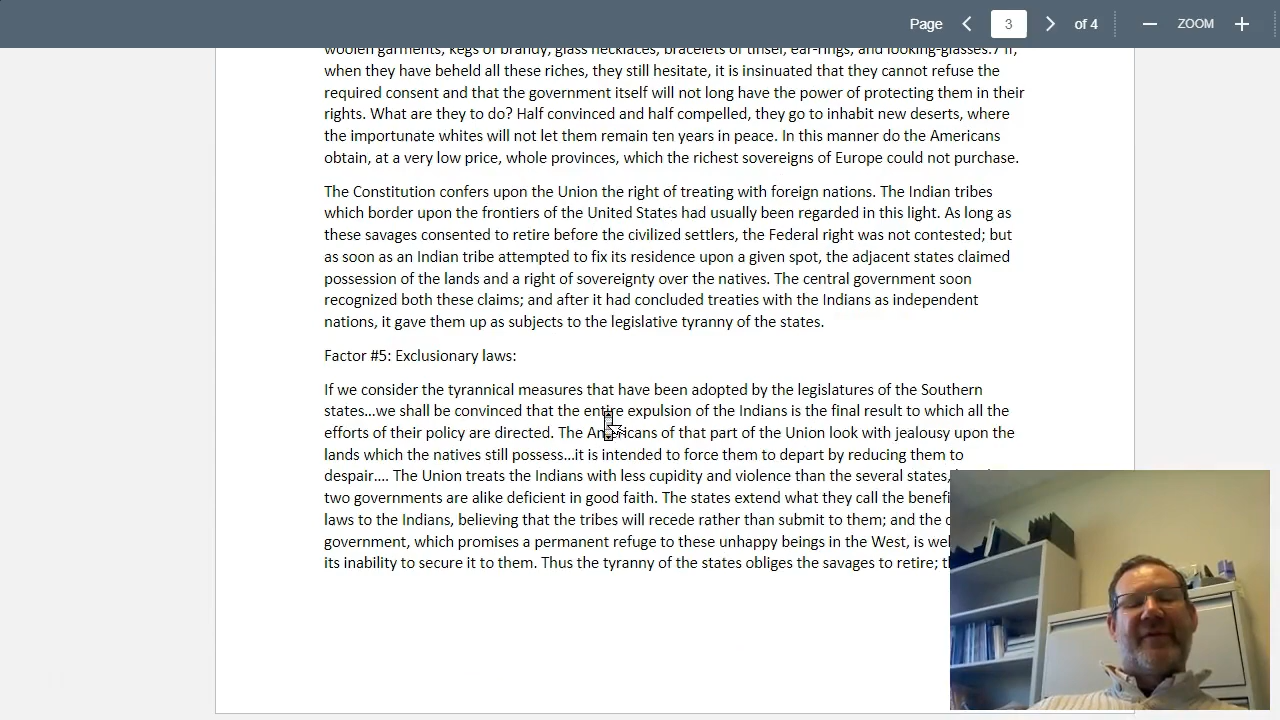 Page 3 of 4 ZOOM
woolen garments, kegs of brandy, glass necklaces, bracelets of tinsel, ear-rings, and looking-glasses.7 If,
when they have beheld all these riches, they still hesitate, it is insinuated that they cannot refuse the
required consent and that the government itself will not long have the power of protecting them in their
rights. What are they to do? Half convinced and half compelled, they go to inhabit new deserts, where
the importunate whites will not let them remain ten years in peace. In this manner do the Americans
obtain, at a very low price, whole provinces, which the richest sovereigns of Europe could not purchase.
The Constitution confers upon the Union the right of treating with foreign nations. The Indian tribes
which border upon the frontiers of the United States had usually been regarded in this light. As long as
these savages consented to retire before the civilized settlers, the Federal right was not contested; but
as soon as an Indian tribe attempted to fix its residence upon a given spot, the adjacent states claimed
possession of the lands and a right of sovereignty over the natives. The central government soon
recognized both these claims; and after it had concluded treaties with the Indians as independent
nations, it gave them up as subjects to the legislative tyranny of the states.
Factor #5: Exclusionary laws:
If we consider the tyrannical measures that have been adopted by the legislatures of the Southern
states...we shall be convinced that the entire expulsion of the Indians is the final result to which all the
efforts of their policy are directed. The Americans of that part of the Union look with jealousy upon the
lands which the natives still possess...it is intended to force them to depart by reducing them to
despair.... The Union treats the Indians with less cupidity and violence than the several states,
two governments are alike deficient in good faith. The states extend what they call the
laws to the Indians, believing that the tribes will recede rather than submit to them; and the
government, which promises a permanent refuge to these unhappy beings in the West, is
its inability to secure it to them. Thus the tyranny of the states obliges the savages to retire;